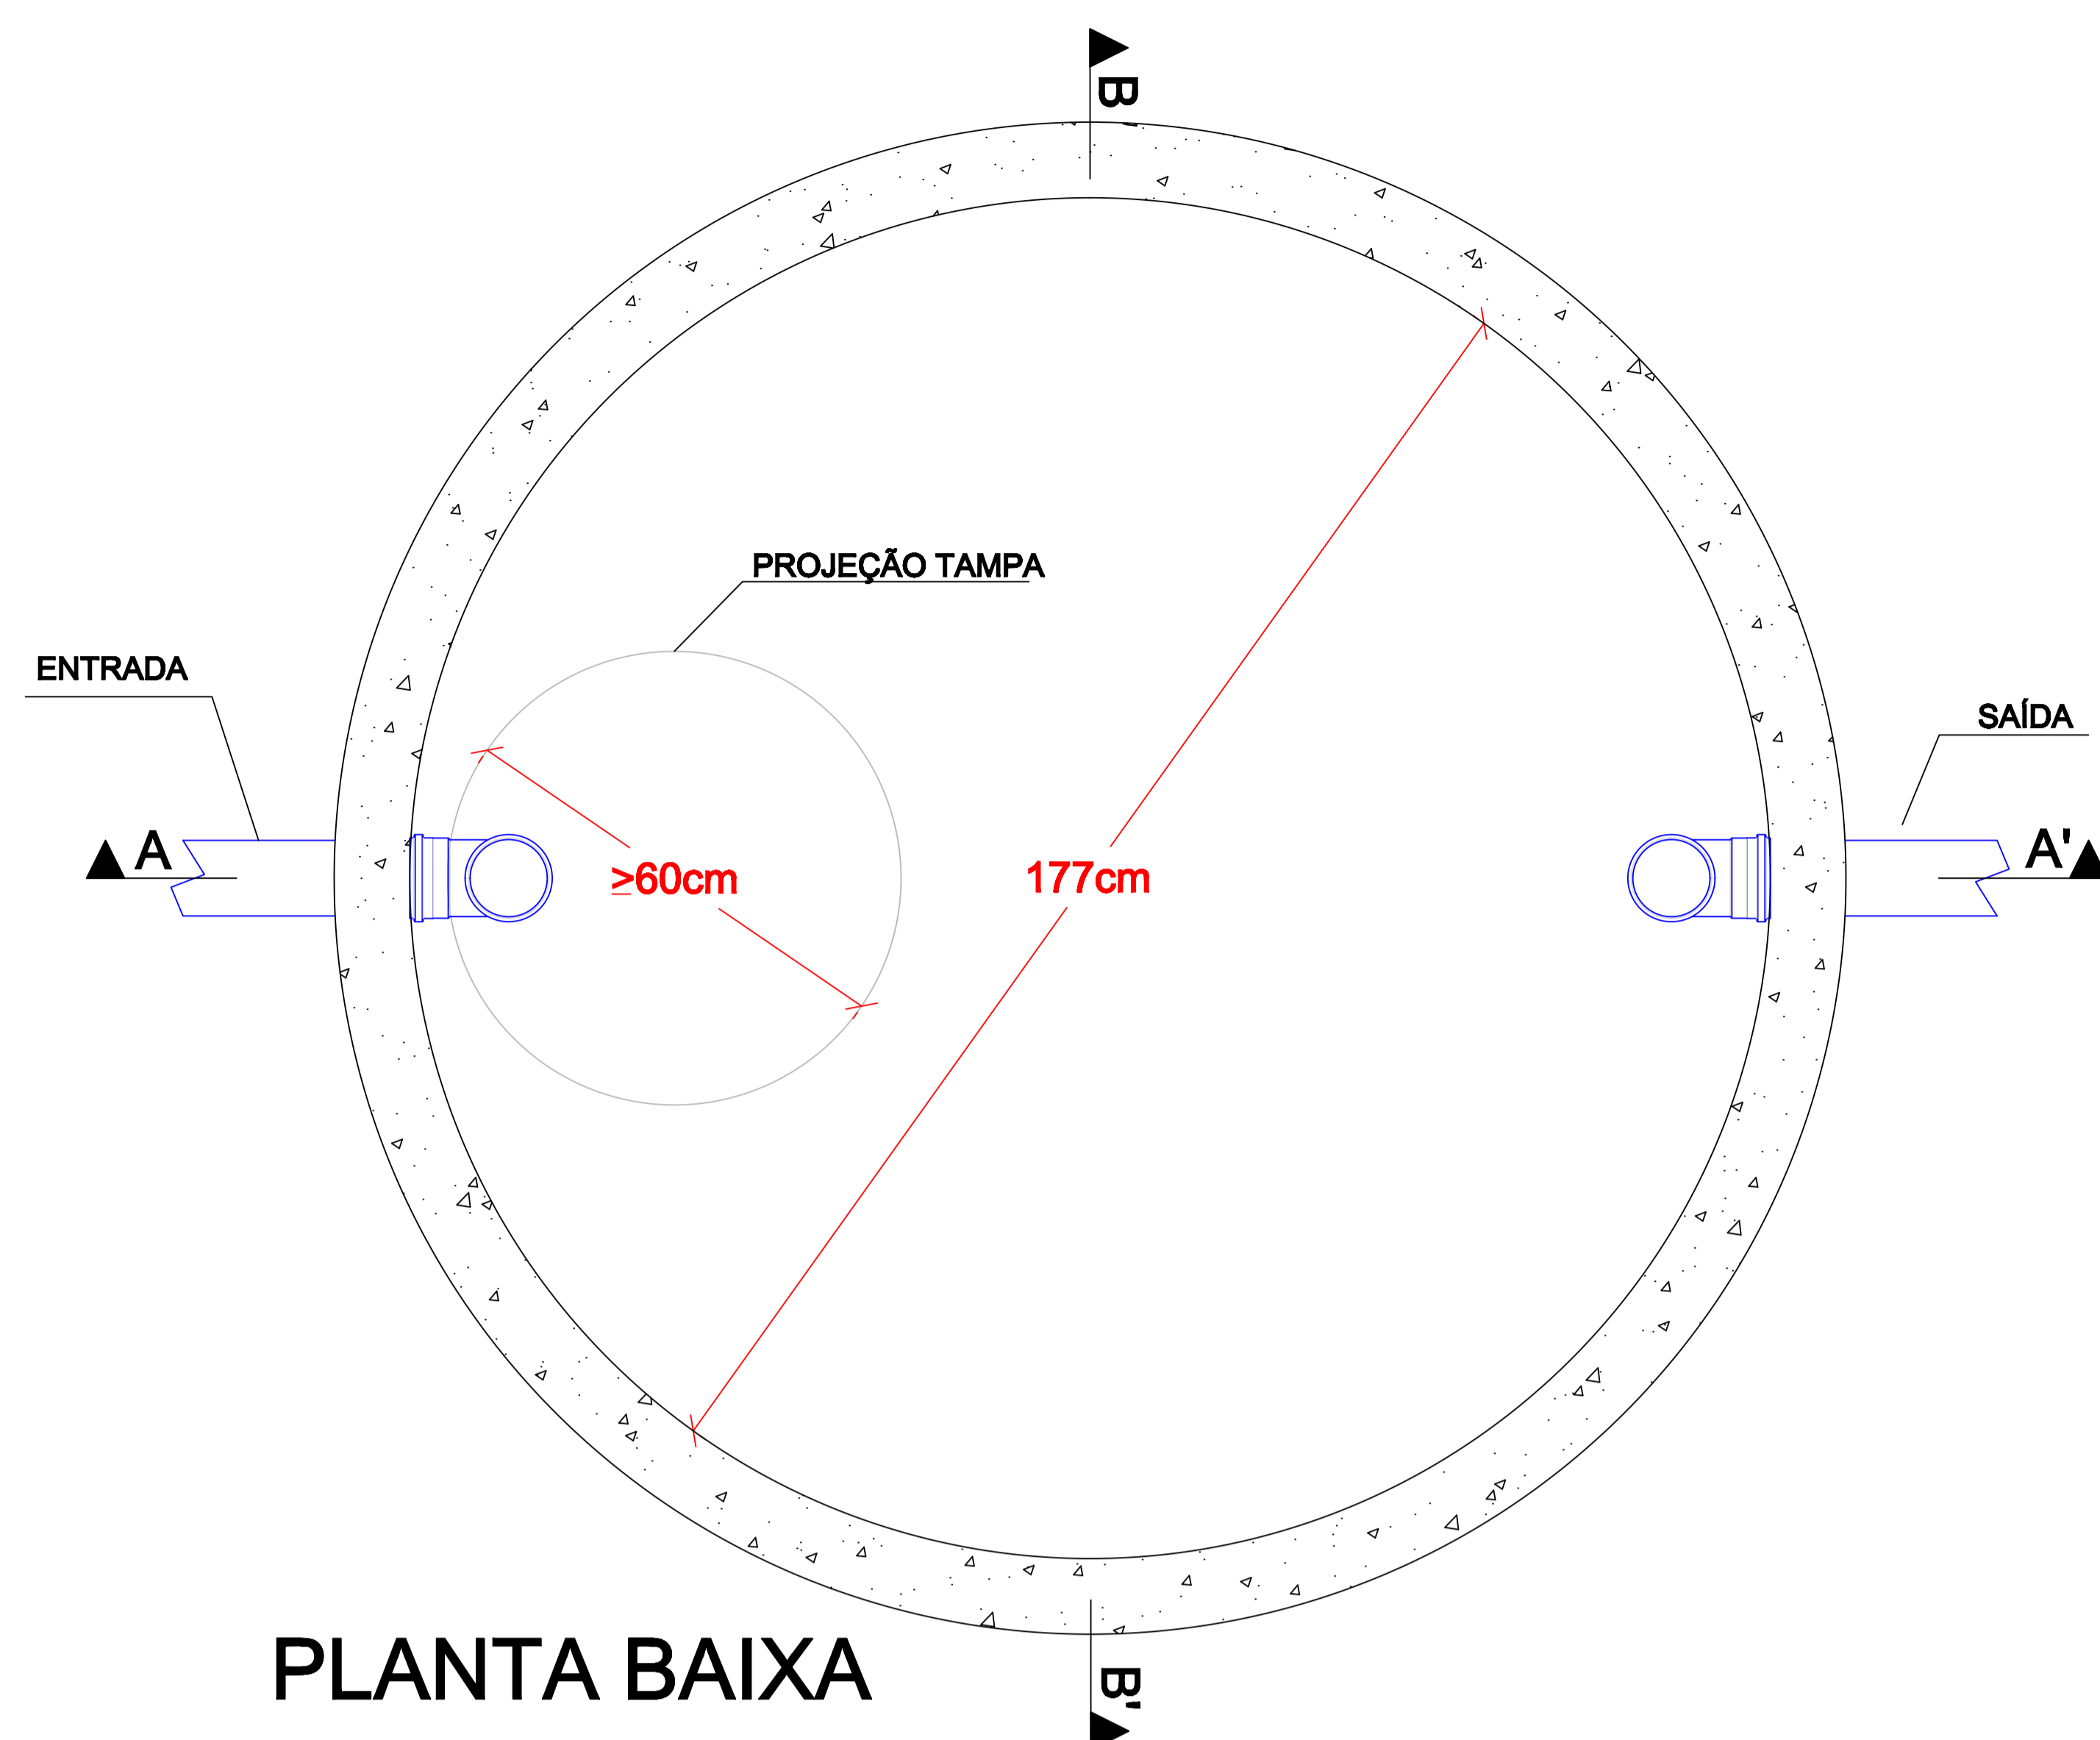 B
PROJEÇÃO TAMPA
ENTRADA
SAÍDA
A
A'
≥60cm
177cm
PLANTA BAIXA
B'